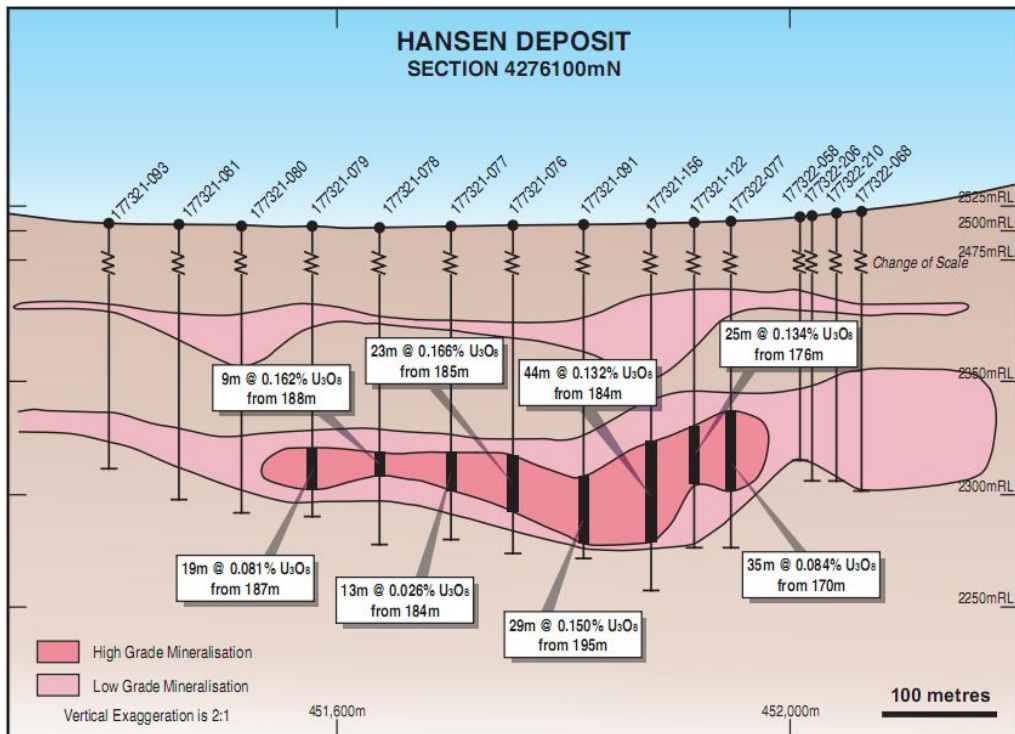 HANSEN DEPOSIT
SECTION 4276100mN
177321-093
177321-081
177321-080
177321-079
177321-078
177321-077
177321-076
177321-091
177321-156
177321-122
177322-077
177322-058
177322-206
177322-210
177322-068
2525mRL
2500mRL
2475mRL
Change of Scale
25m @ 0.134% U₃O₈
from 176m
23m @ 0.166% U₃O₈
from 185m
44m @ 0.132% U₃O₈
from 184m
9m @ 0.162% U₃O₈
from 188m
2350mRL
2300mRL
19m @ 0.081% U₃O₈
from 187m
13m @ 0.026% U₃O₈
from 184m
29m @ 0.150% U₃O₈
from 195m
35m @ 0.084% U₃O₈
from 170m
2250mRL
High Grade Mineralisation
Low Grade Mineralisation
Vertical Exaggeration is 2:1
451,600m
452,000m
100 metres